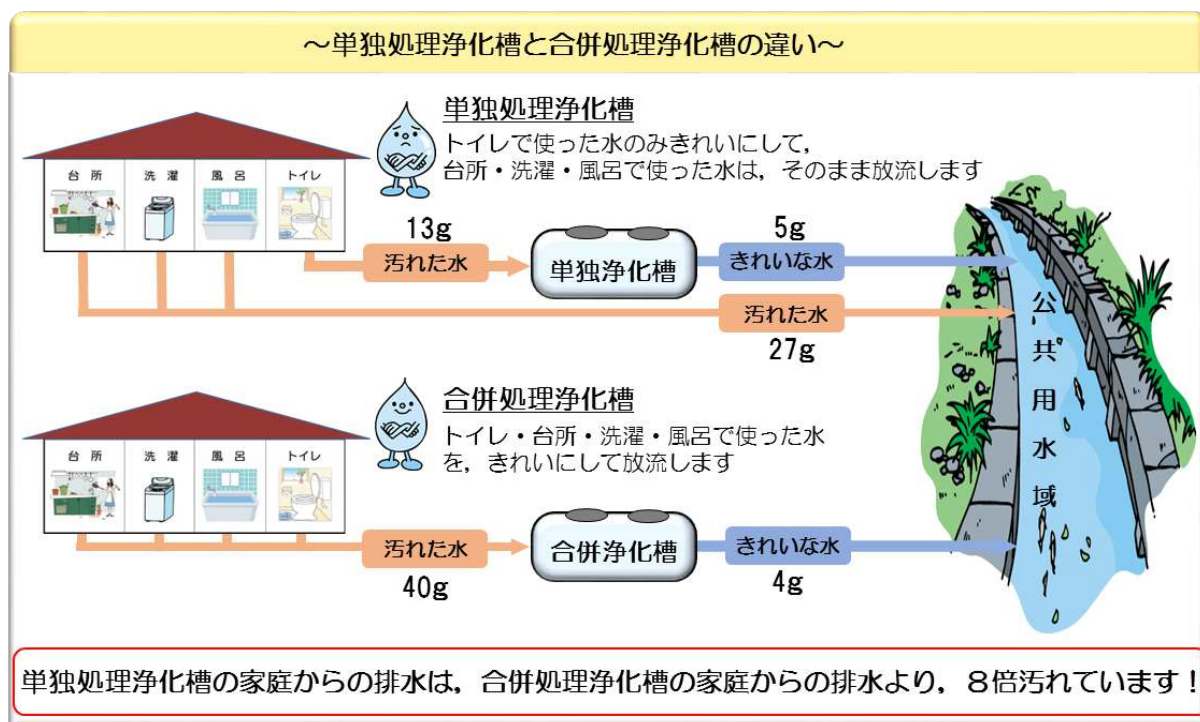 ～単独処理浄化槽と合併処理浄化槽の違い～
単独処理浄化槽
トイレで使った水のみきれいにして，
台所・洗濯・風呂で使った水は，そのまま放流します
台所 洗濯 風呂 トイレ
13g
汚れた水
単独浄化槽
5g
きれいな水
汚れた水
27g
公共用水域
合併処理浄化槽
トイレ・台所・洗濯・風呂で使った水
を，きれいにして放流します
台所 洗濯 風呂 トイレ
汚れた水
40g
合併浄化槽
きれいな水
4g
単独処理浄化槽の家庭からの排水は，合併処理浄化槽の家庭からの排水より，８倍汚れています！